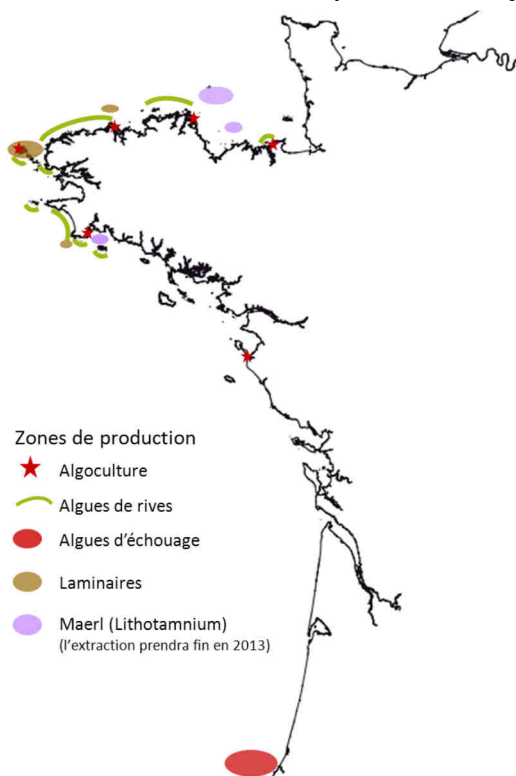 Zones de production
Algoculture
Algues de rives
Algues d'échouage
Laminaires
Maerl (Lithotamnium)
(l'extraction prendra fin en 2013)